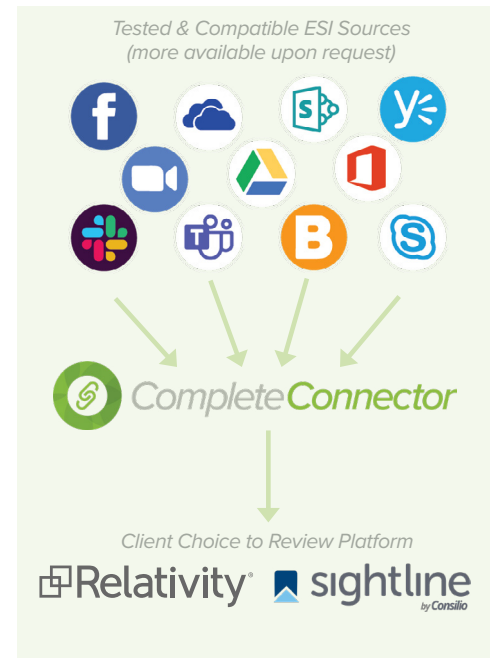 Tested & Compatible ESI Sources
(more available upon request)
f
S
y
S
T
B
S
CompleteConnector
Client Choice to Review Platform
Relativity®
sightline
by Consilio